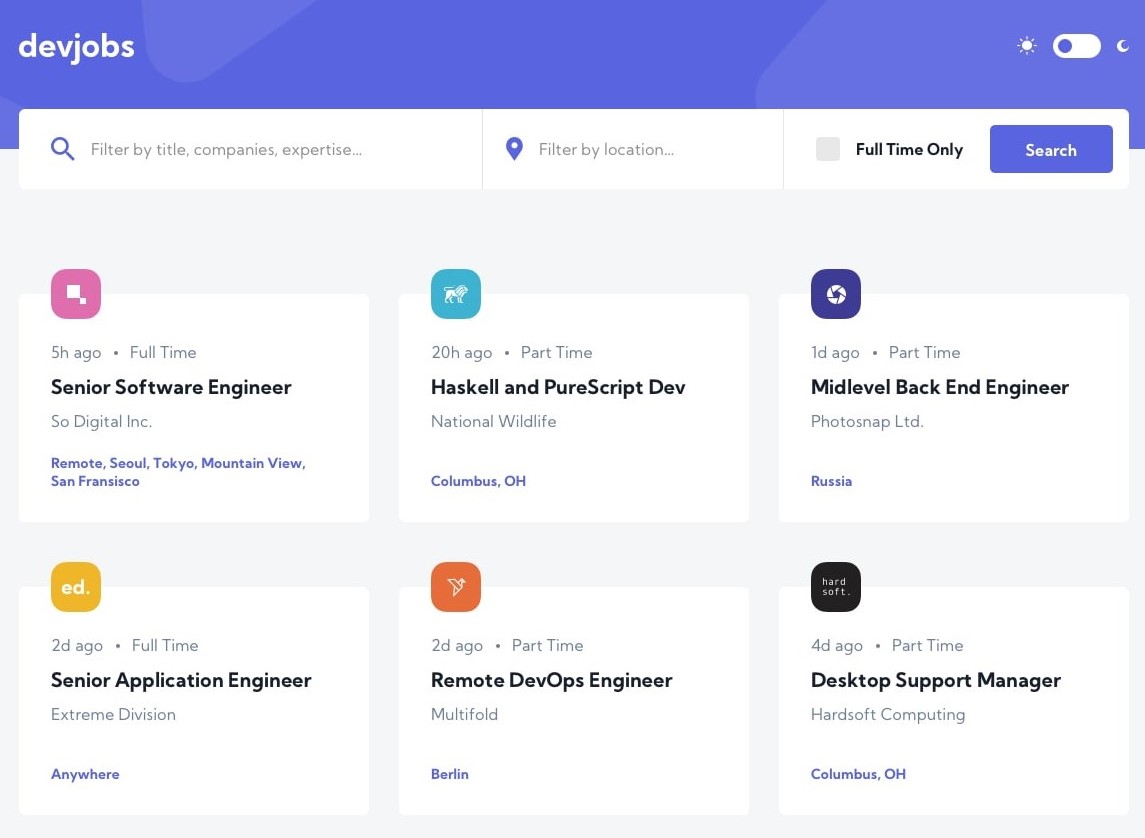 devjobs
Filter by title, companies, expertise...
Filter by location...
Full Time Only
Search
5h ago • Full Time
Senior Software Engineer
So Digital Inc.
Remote, Seoul, Tokyo, Mountain View,
San Fransisco
20h ago • Part Time
Haskell and PureScript Dev
National Wildlife
Columbus, OH
1d ago • Part Time
Midlevel Back End Engineer
Photosnap Ltd.
Russia
ed.
2d ago • Full Time
Senior Application Engineer
Extreme Division
Anywhere
2d ago • Part Time
Remote DevOps Engineer
Multifold
Berlin
hard
soft.
4d ago • Part Time
Desktop Support Manager
Hardsoft Computing
Columbus, OH